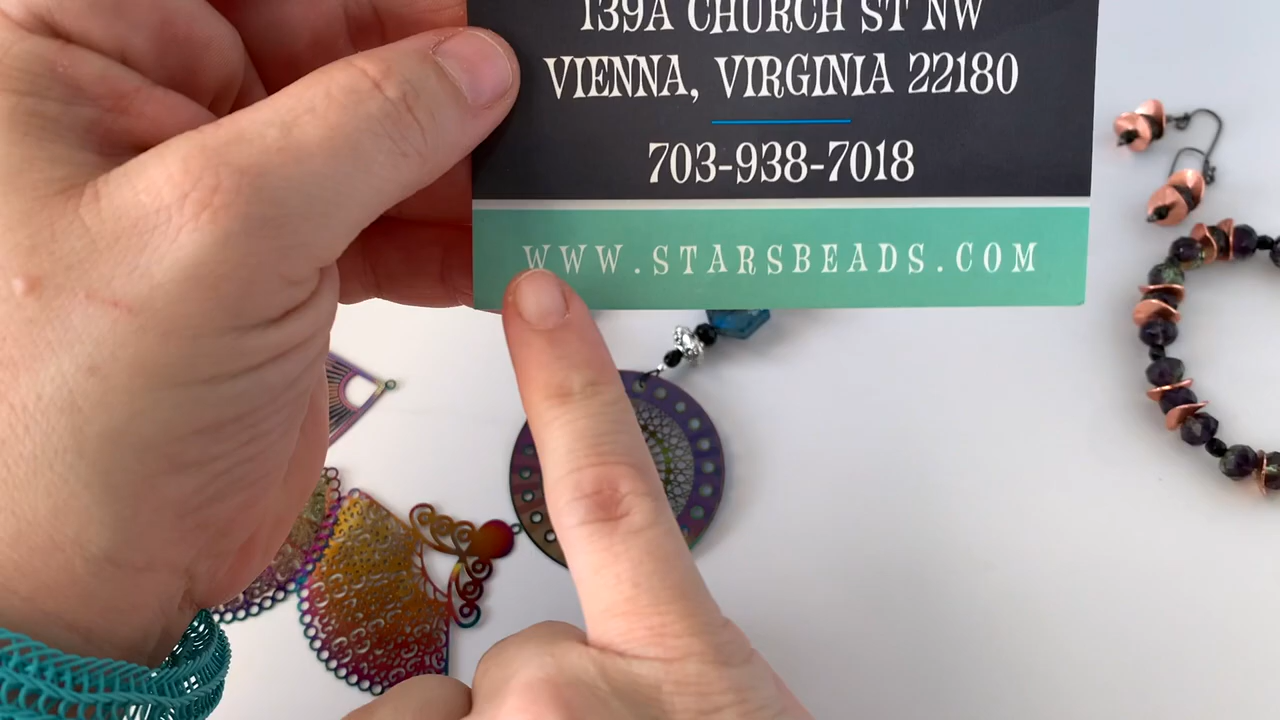 139A CHURCH ST NW
VIENNA, VIRGINIA 22180
703-938-7018
WWW.STARSBEADS.COM